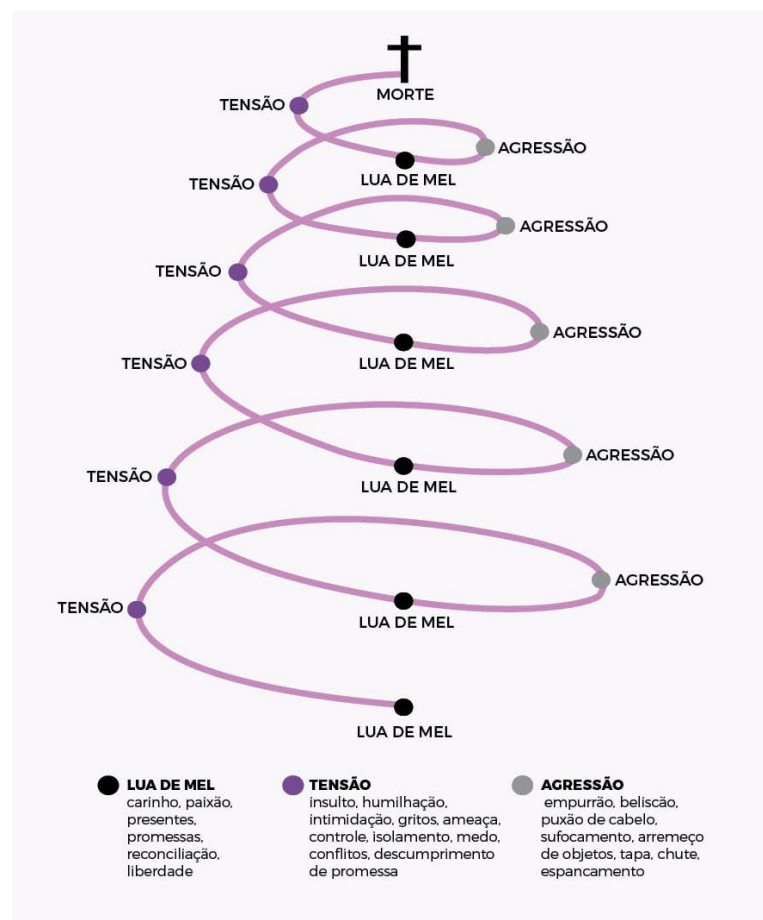 MORTE
TENSÃO
AGRESSÃO
LUA DE MEL
TENSÃO
AGRESSÃO
LUA DE MEL
TENSÃO
AGRESSÃO
LUA DE MEL
TENSÃO
AGRESSÃO
LUA DE MEL
TENSÃO
AGRESSÃO
LUA DE MEL
TENSÃO
LUA DE MEL
LUA DE MEL
carinho, paixão,
presentes,
promessas,
reconciliação,
liberdade
TENSÃO
insulto, humilhação,
intimidação, gritos, ameaça,
controle, isolamento, medo,
conflitos, descumprimento
de promessa
AGRESSÃO
empurrão, beliscão,
puxão de cabelo,
sufocamento, arremeço
de objetos, tapa, chute,
espancamento